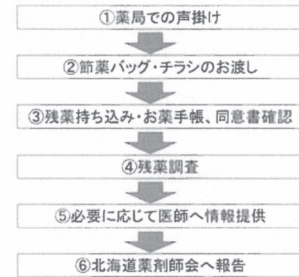 ①薬局での声掛け
②節薬バッグ・チラシのお渡し
③残薬持ち込み・お薬手帳、同意書確認
④残薬調査
⑤必要に応じて医師へ情報提供
⑥北海道薬剤師会へ報告